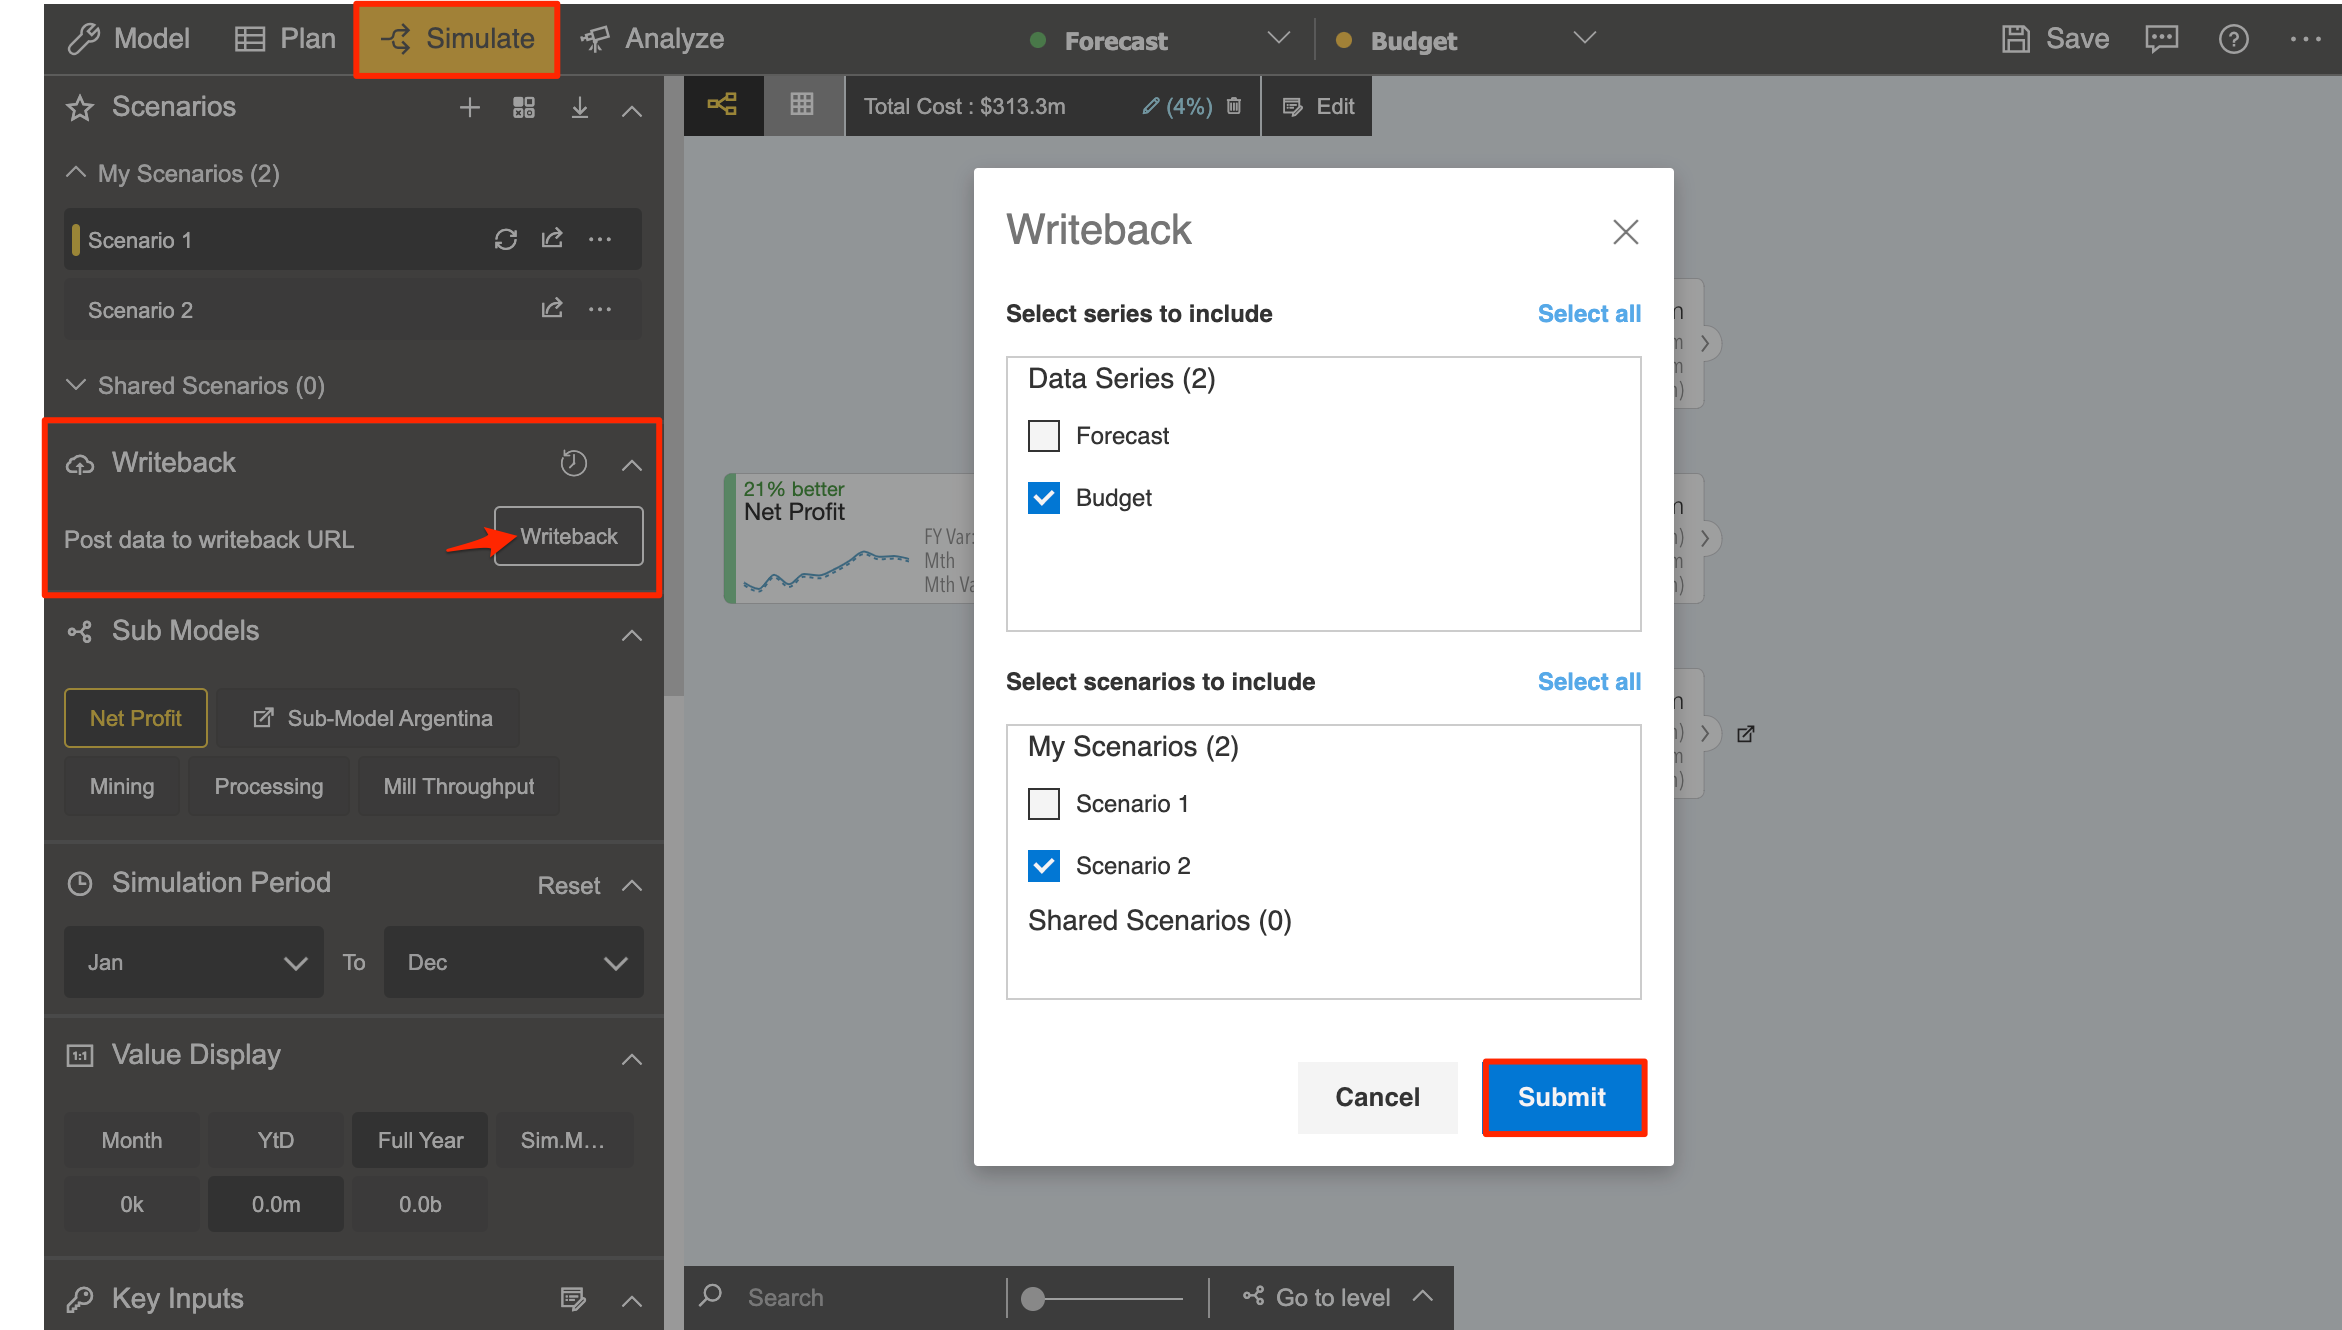 Model
Plan
Simulate
Analyze
Forecast
Budget
Save
Scenarios
My Scenarios (2)
Scenario 1
Scenario 2
Shared Scenarios (0)
Writeback
Post data to writeback URL
Writeback
Sub Models
Net Profit
Sub-Model Argentina
Mining
Processing
Mill Throughput
Simulation Period
Reset
Jan
To
Dec
Value Display
1:1
Month
YtD
Full Year
Sim.M...
0k
0.0m
0.0b
Key Inputs
Total Cost : $313.3m
(4%)
Edit
21% better
Net Profit
FY Var:
Mth
Mth
Writeback
Select series to include
Select all
Data Series (2)
Forecast
Budget
Select scenarios to include
Select all
My Scenarios (2)
Scenario 1
Scenario 2
Shared Scenarios (0)
Cancel
Submit
Search
Go to level